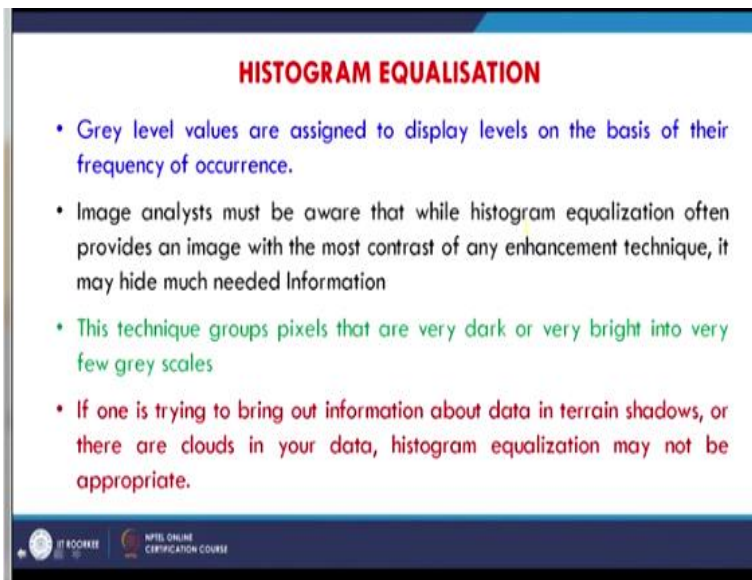 HISTOGRAM EQUALISATION
• Grey level values are assigned to display levels on the basis of their
frequency of occurrence.
• Image analysts must be aware that while histogram equalization often
provides an image with the most contrast of any enhancement technique, it
may hide much needed Information
• This technique groups pixels that are very dark or very bright into very
few grey scales
• If one is trying to bring out information about data in terrain shadows, or
there are clouds in your data, histogram equalization may not be
appropriate.
IIT ROORKEE
NPTEL ONLINE
CERTIFICATION COURSE